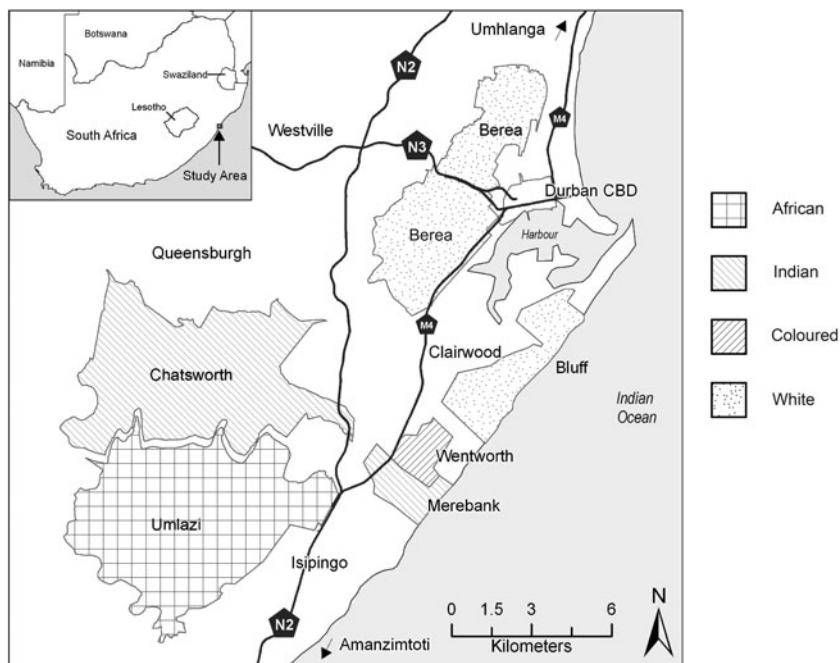 Botswana
Namibia
Swaziland
Lesotho
South Africa
Study Area
Umhlanga
N2
Westville
N3
Berea
M4
Durban CBD
Harbour
Berea
Queensburgh
M4
Clairwood
Bluff
Chatsworth
Indian
Ocean
Wentworth
Merebank
Umlazi
Isipingo
N2
Amanzimtoti
0 1.5 3 6
Kilometers
N
African
Indian
Coloured
White